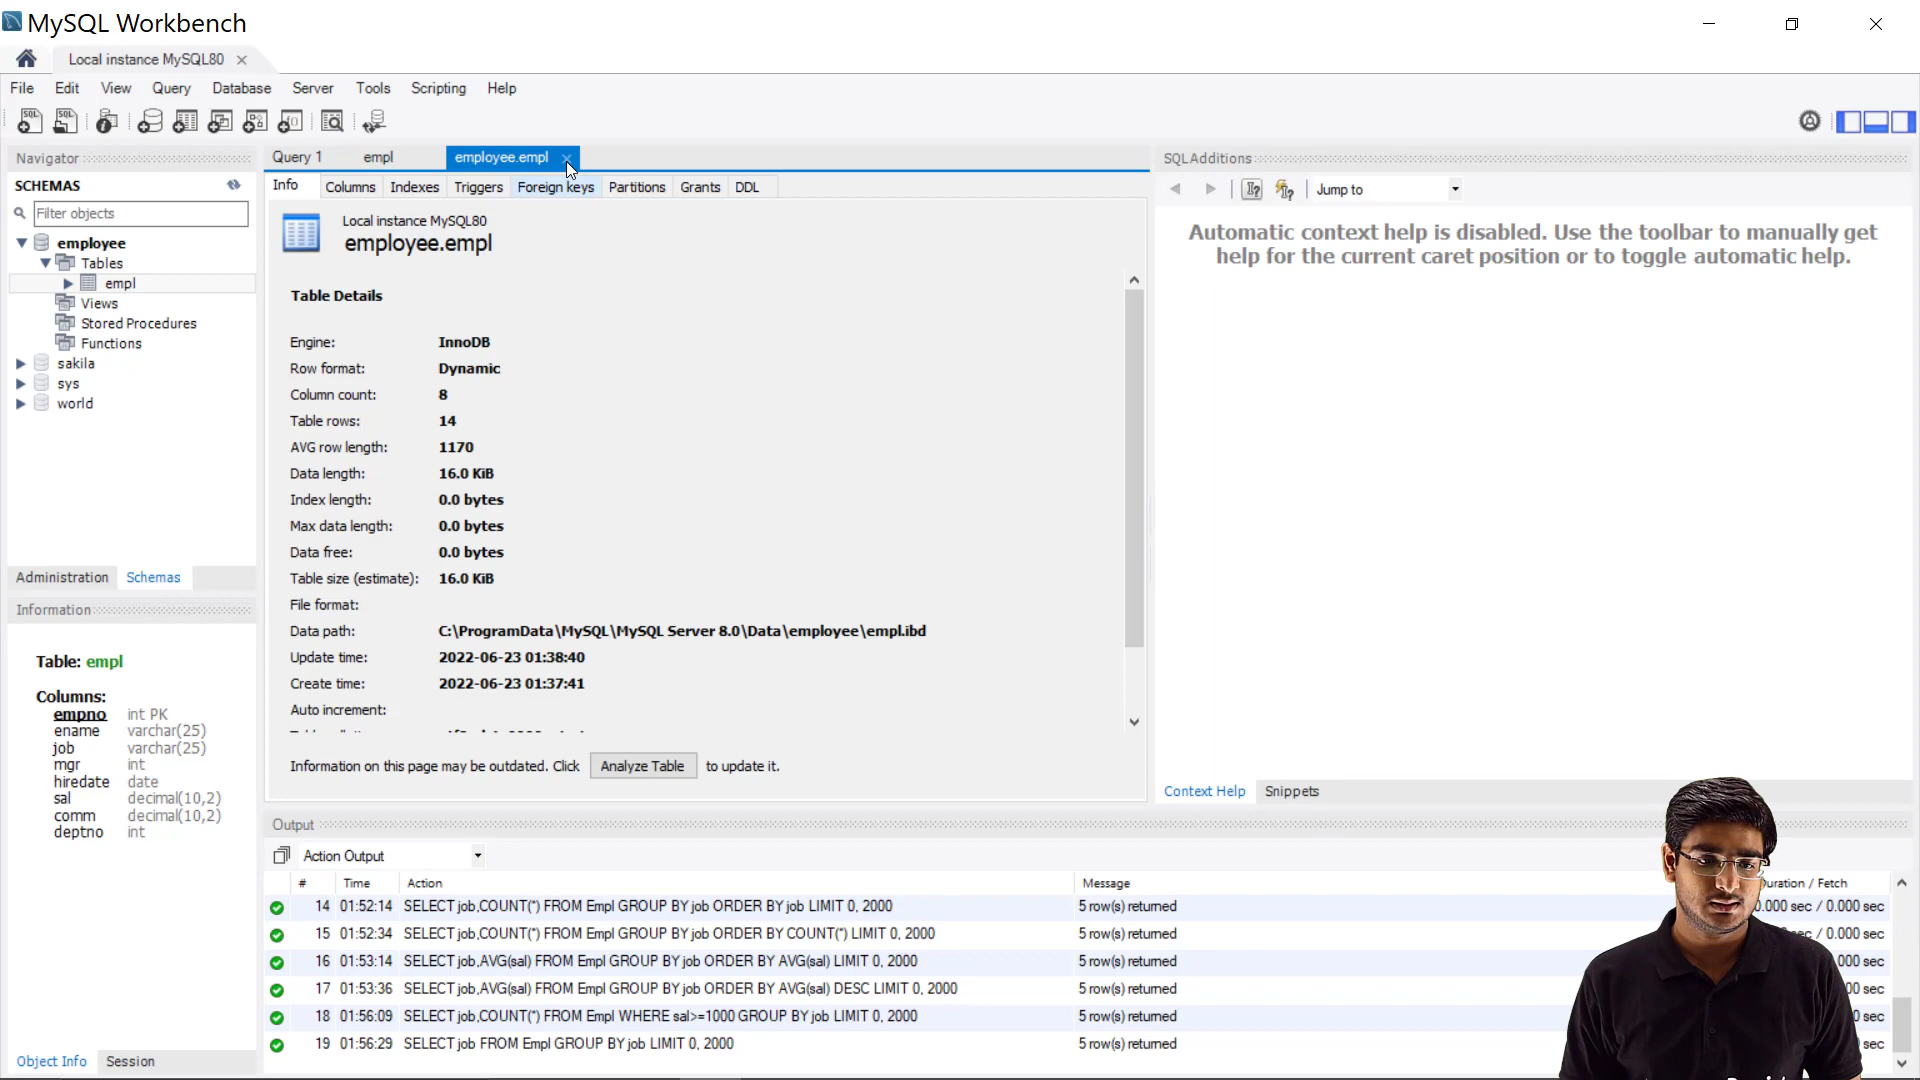 MySQL Workbench
Local instance MySQL80
File Edit View Query Database Server Tools Scripting Help
Navigator
SCHEMAS
Filter objects
employee
Tables
empl
Views
Stored Procedures
Functions
sakila
sys
world
Administration Schemas
Information
Table: empl
Columns:
empno int PK
ename varchar(25)
job varchar(25)
mgr int
hiredate date
sal decimal(10,2)
comm decimal(10,2)
deptno int
Object Info Session
Query 1 empl employee.empl
Info Columns Indexes Triggers Foreign keys Partitions Grants DDL
Local instance MySQL80
employee.empl
Table Details
Engine: InnoDB
Row format: Dynamic
Column count: 8
Table rows: 14
AVG row length: 1170
Data length: 16.0 KiB
Index length: 0.0 bytes
Max data length: 0.0 bytes
Data free: 0.0 bytes
Table size (estimate): 16.0 KiB
File format:
Data path: C:\ProgramData\MySQL\MySQL Server 8.0\Data\employee\empl.ibd
Update time: 2022-06-23 01:38:40
Create time: 2022-06-23 01:37:41
Auto increment:
Information on this page may be outdated. Click Analyze Table to update it.
SQLAdditions
Jump to
Automatic context help is disabled. Use the toolbar to manually get
help for the current caret position or to toggle automatic help.
Context Help Snippets
Output
Action Output
# Time Action Message Duration / Fetch
14 01:52:14 SELECT job,COUNT(*) FROM Empl GROUP BY job ORDER BY job LIMIT 0, 2000 5 row(s) returned 0.000 sec / 0.000 sec
15 01:52:34 SELECT job,COUNT(*) FROM Empl GROUP BY job ORDER BY COUNT(*) LIMIT 0, 2000 5 row(s) returned sec / 0.000 sec
16 01:53:14 SELECT job,AVG(sal) FROM Empl GROUP BY job ORDER BY AVG(sal) LIMIT 0, 2000 5 row(s) returned 000 sec
17 01:53:36 SELECT job,AVG(sal) FROM Empl GROUP BY job ORDER BY AVG(sal) DESC LIMIT 0, 2000 5 row(s) returned 00 sec
18 01:56:09 SELECT job,COUNT(*) FROM Empl WHERE sal>=1000 GROUP BY job LIMIT 0, 2000 5 row(s) returned sec
19 01:56:29 SELECT job FROM Empl GROUP BY job LIMIT 0, 2000 5 row(s) returned sec